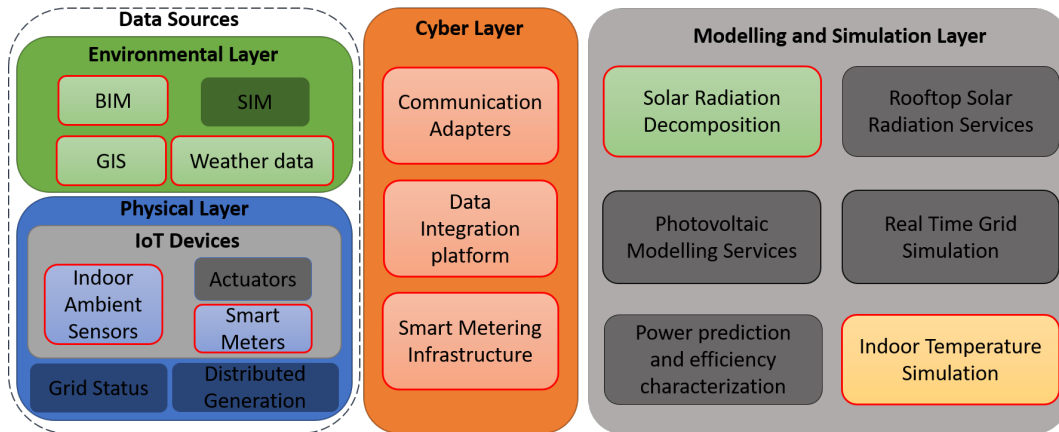 Data Sources
Environmental Layer
BIM
SIM
GIS
Weather data
Physical Layer
IoT Devices
Indoor
Ambient
Sensors
Actuators
Smart
Meters
Grid Status
Distributed
Generation
Cyber Layer
Communication
Adapters
Data
Integration
platform
Smart Metering
Infrastructure
Modelling and Simulation Layer
Solar Radiation
Decomposition
Rooftop Solar
Radiation Services
Photovoltaic
Modelling Services
Real Time Grid
Simulation
Power prediction
and efficiency
characterization
Indoor Temperature
Simulation